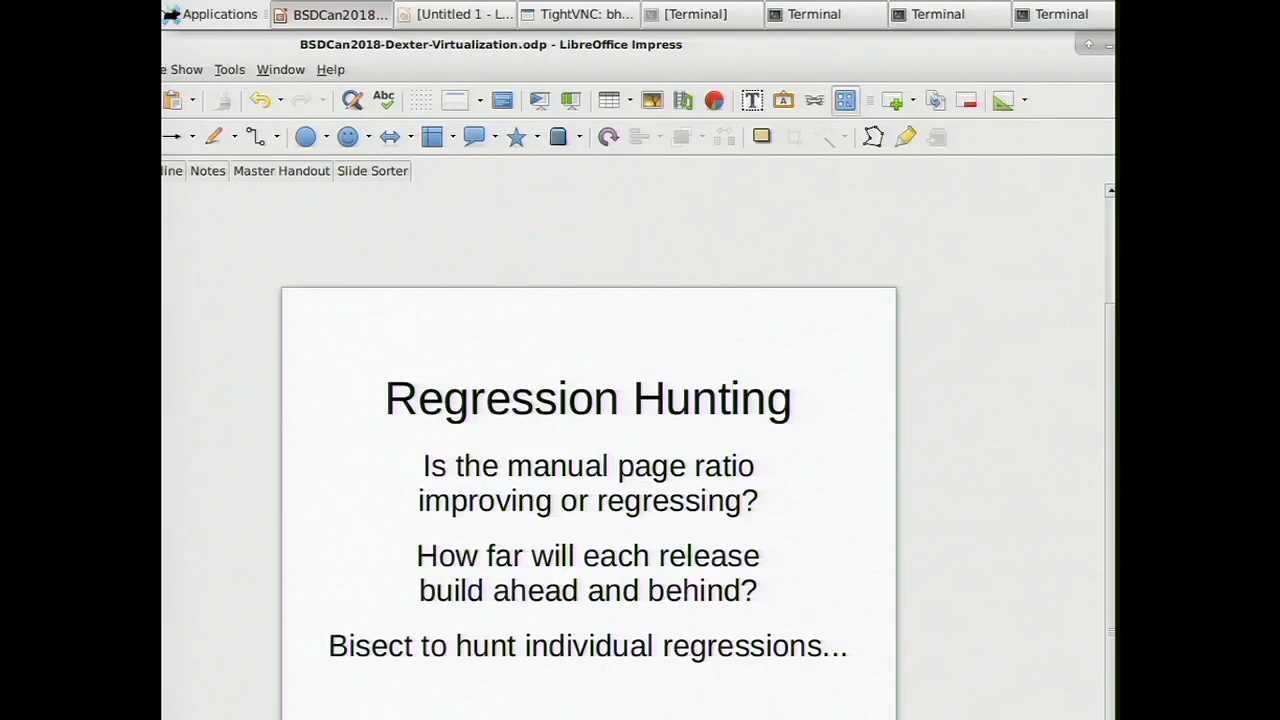 Applications
BSDCan2018...
[Untitled 1 - L...
TightVNC: bh...
[Terminal]
Terminal
Terminal
Terminal
BSDCan2018-Dexter-Virtualization.odp - LibreOffice Impress
e Show Tools Window Help
Abc
T
A
line Notes Master Handout Slide Sorter
Regression Hunting
Is the manual page ratio
improving or regressing?
How far will each release
build ahead and behind?
Bisect to hunt individual regressions...